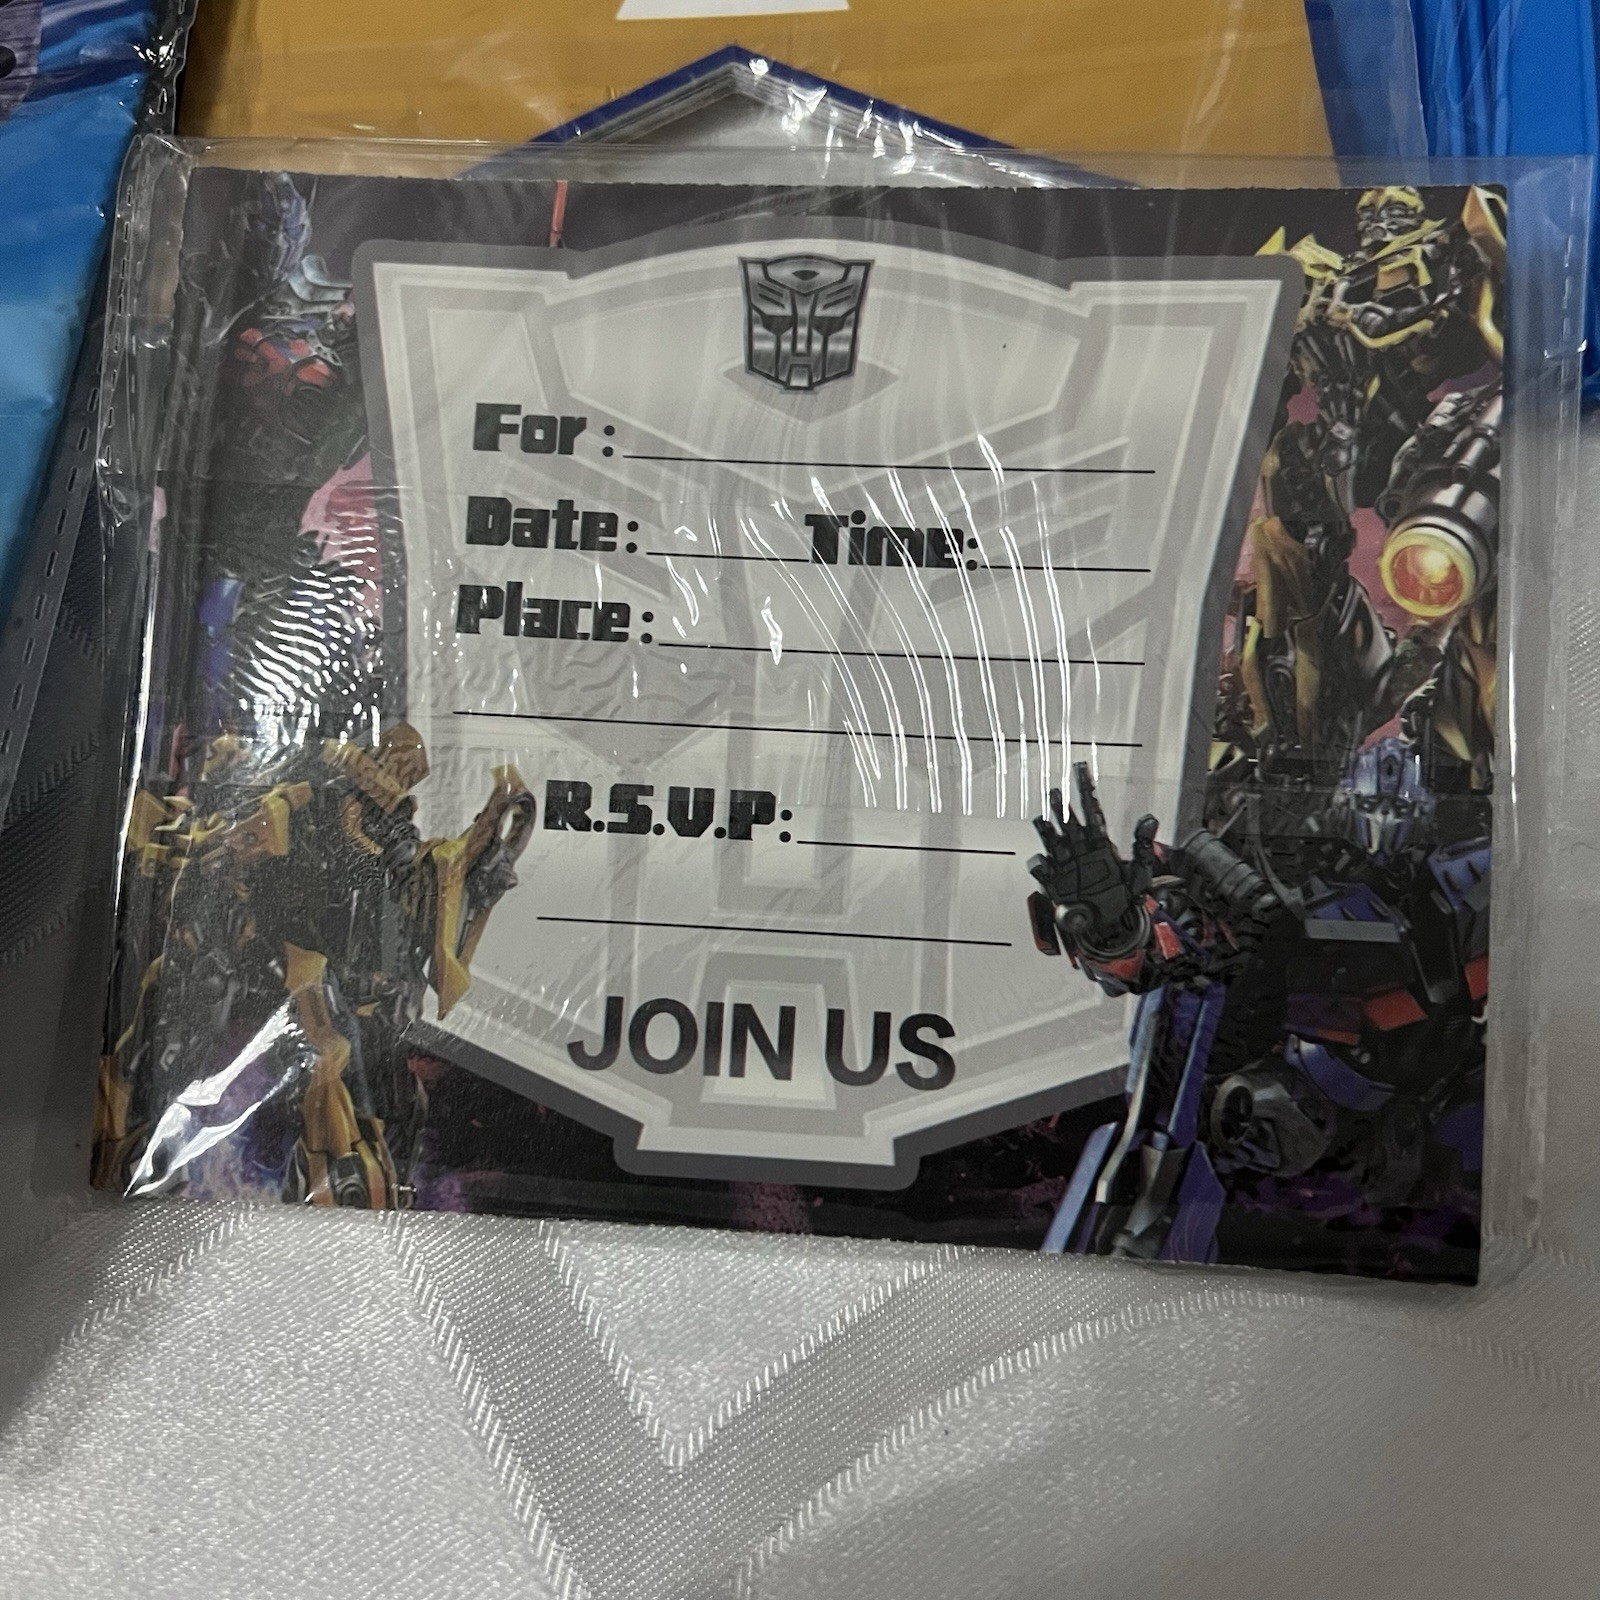 For:
Date: Time:
Place:
R.S.V.P:
JOIN US